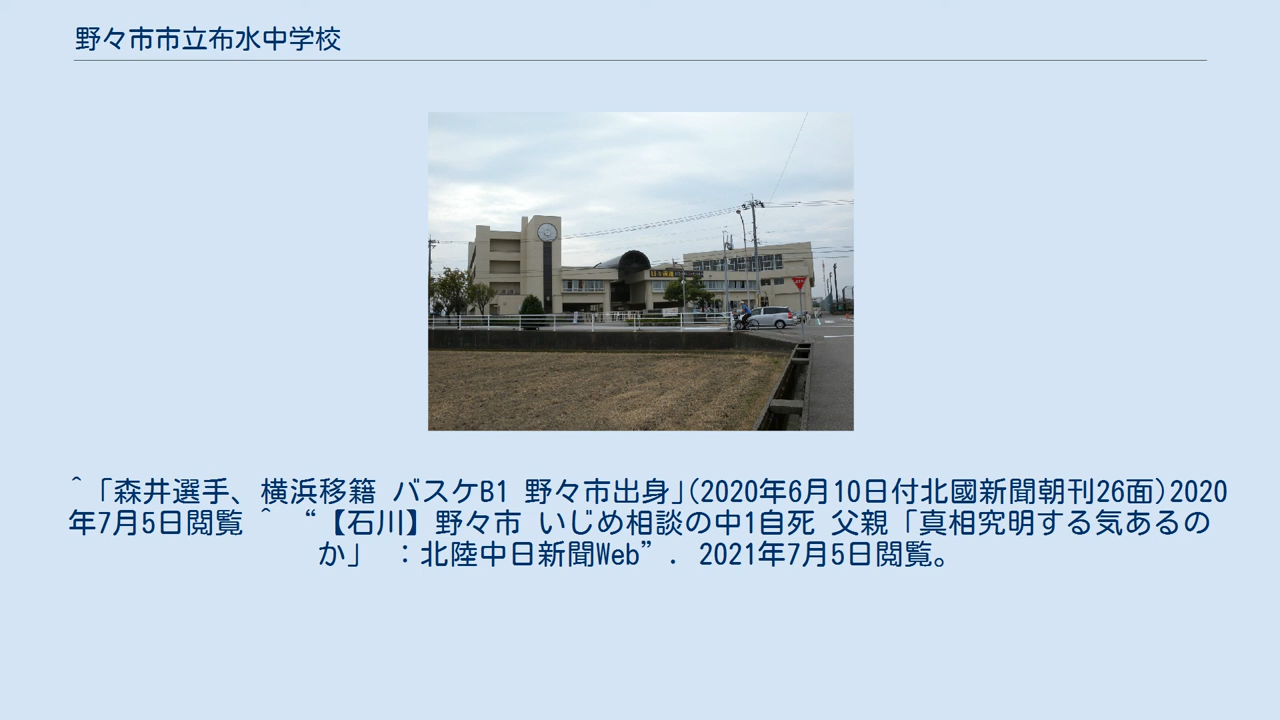 野々市市立布水中学校
^「森井選手、横浜移籍 バスケB1 野々市出身」(2020年6月10日付北國新聞朝刊26面)2020
年7月5日閲覧 ^ “【石川】野々市 いじめ相談の中1自死 父親「真相究明する気あるの
か」 ：北陸中日新聞Web”. 2021年7月5日閲覧。